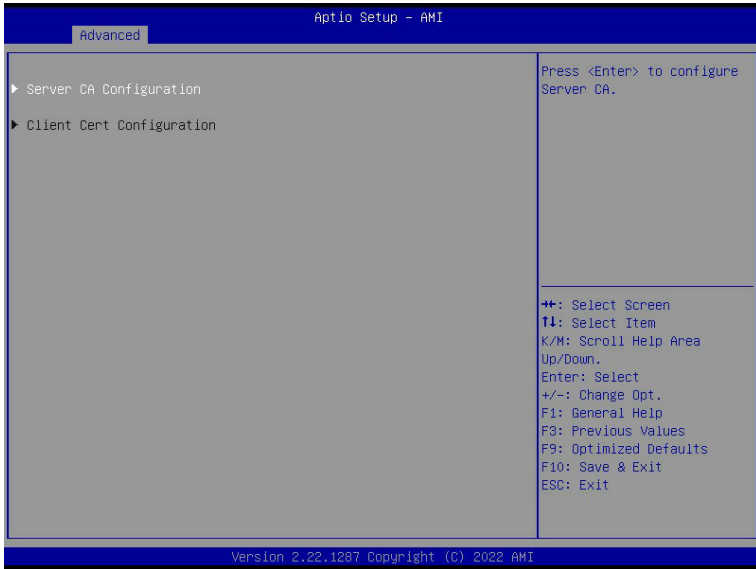 Aptio Setup – AMI
Advanced
▶ Server CA Configuration
▶ Client Cert Configuration
Press <Enter> to configure
Server CA.
→←: Select Screen
↑↓: Select Item
K/M: Scroll Help Area
Up/Down.
Enter: Select
+/-: Change Opt.
F1: General Help
F3: Previous Values
F9: Optimized Defaults
F10: Save & Exit
ESC: Exit
Version 2.22.1287 Copyright (C) 2022 AMI